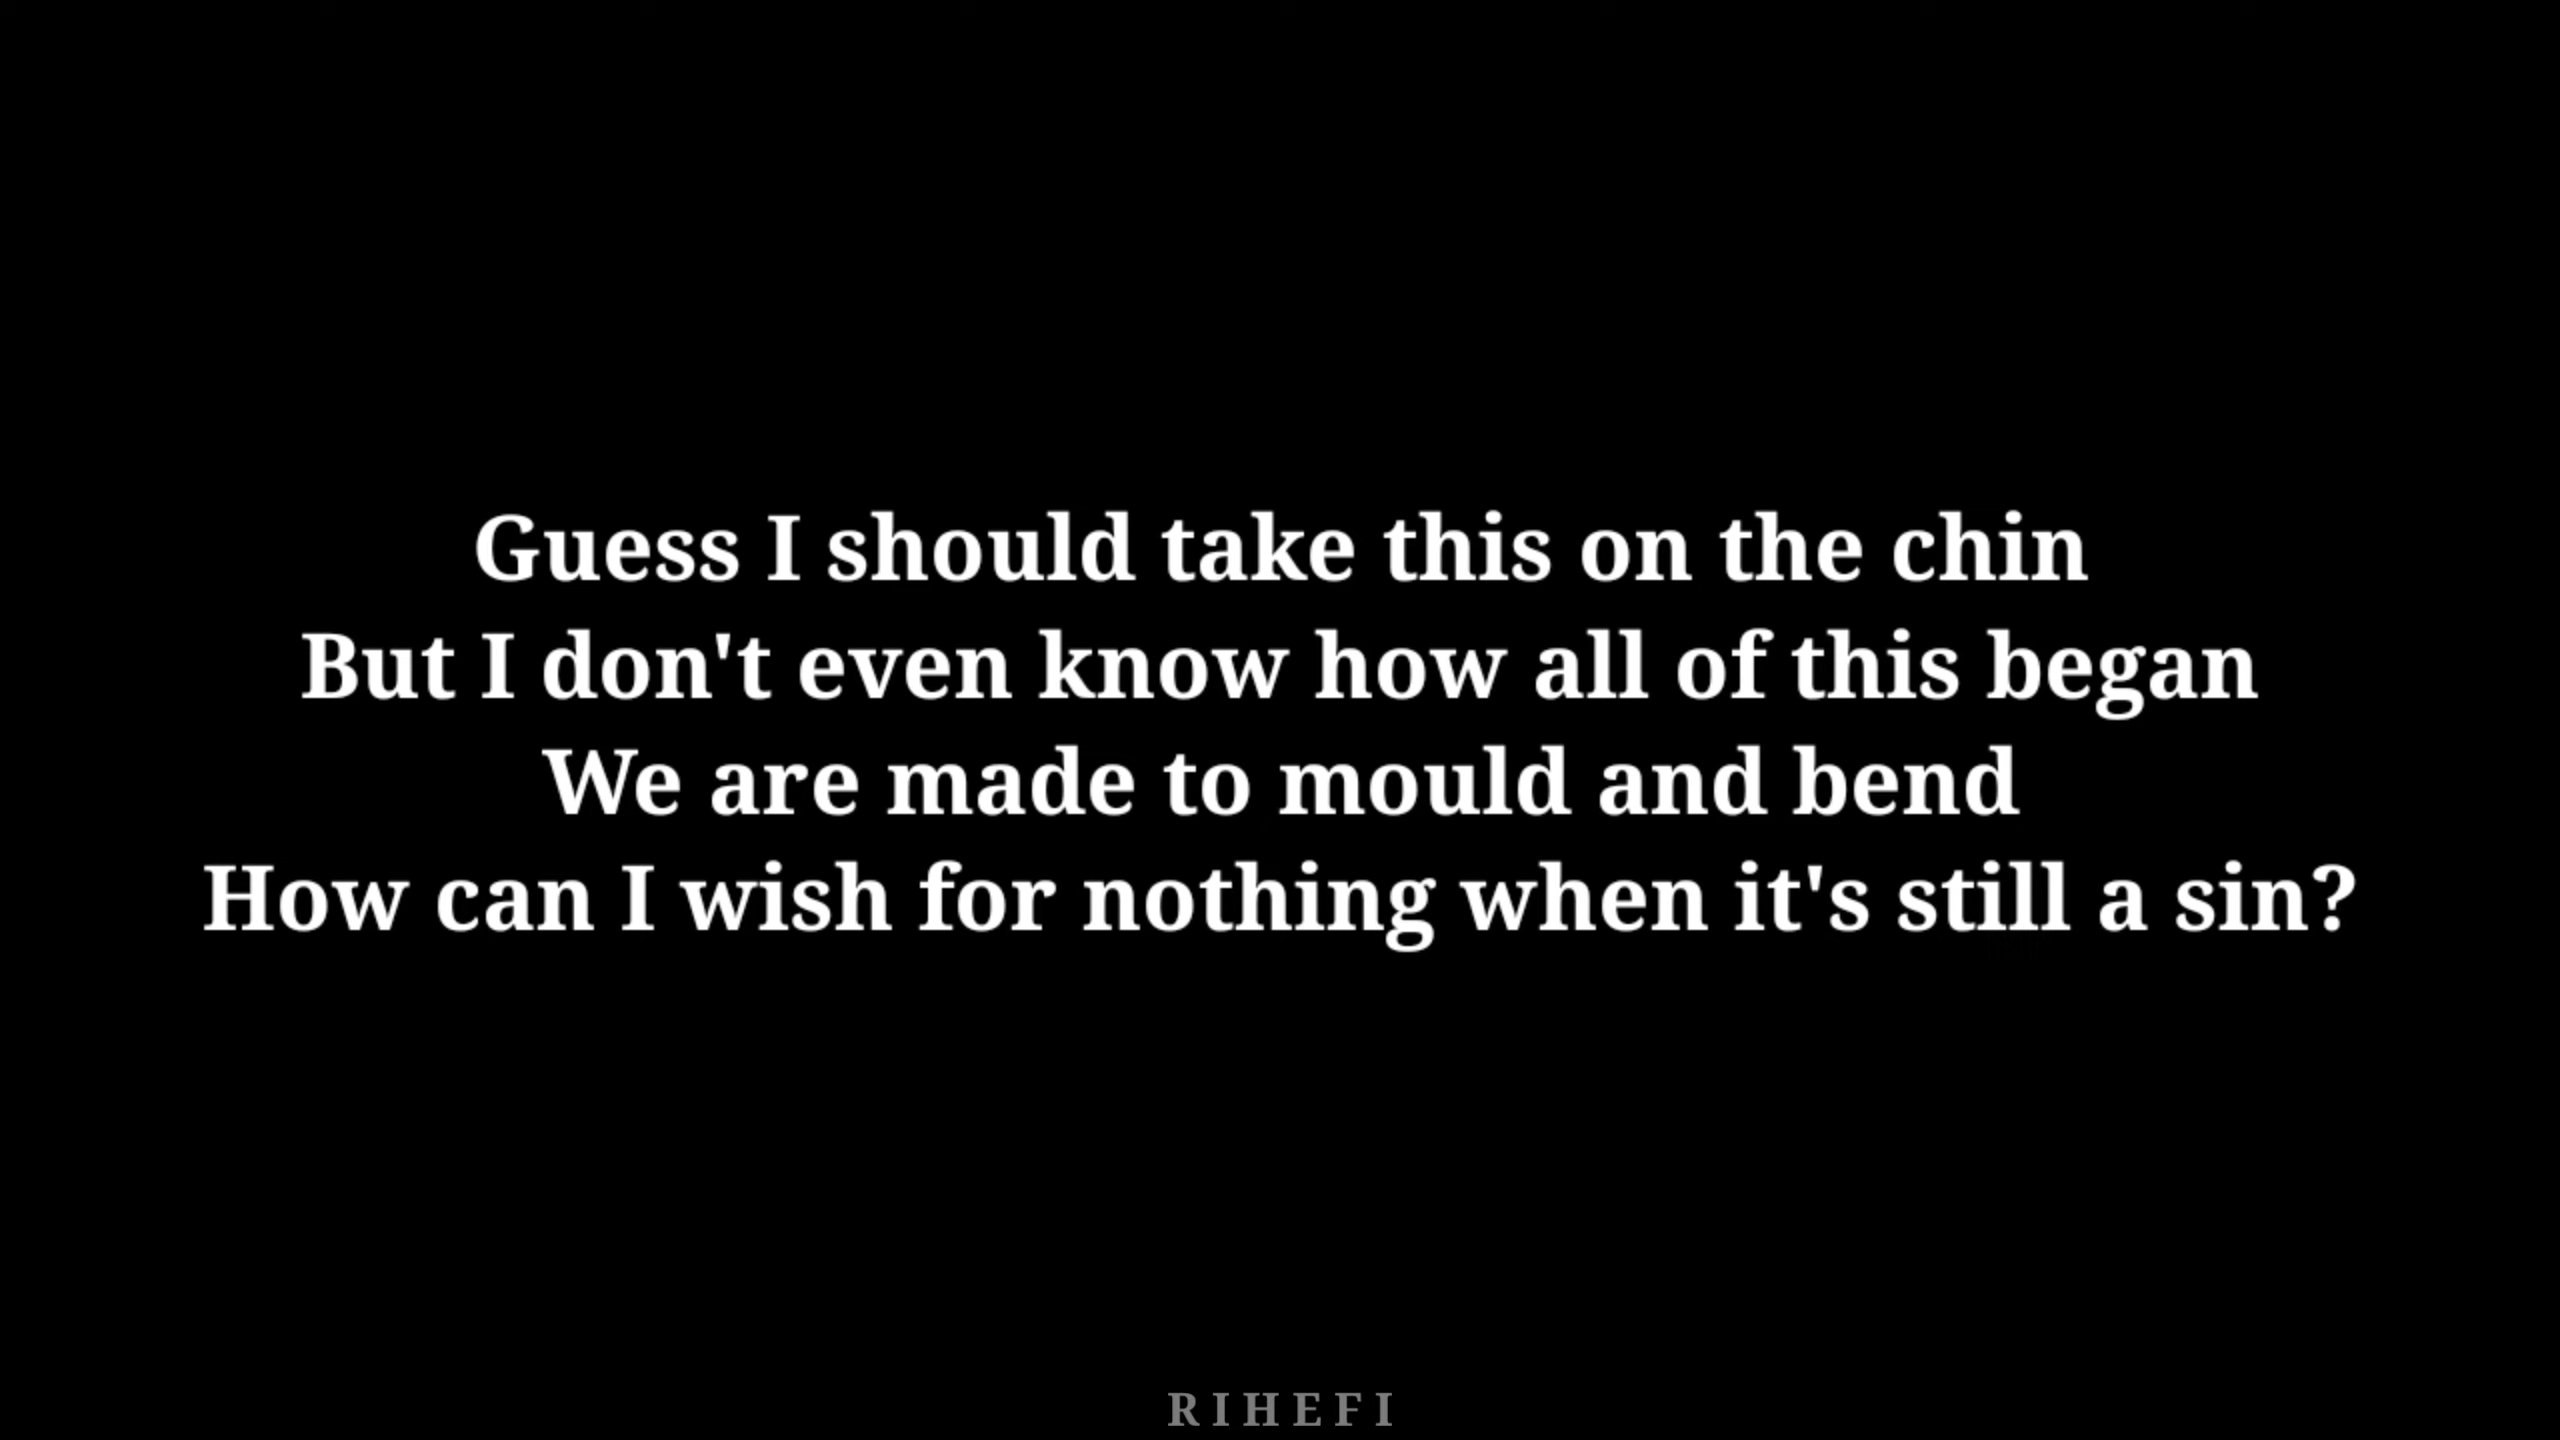 Guess I should take this on the chin
But I don't even know how all of this began
We are made to mould and bend
How can I wish for nothing when it's still a sin?
RIHEFI